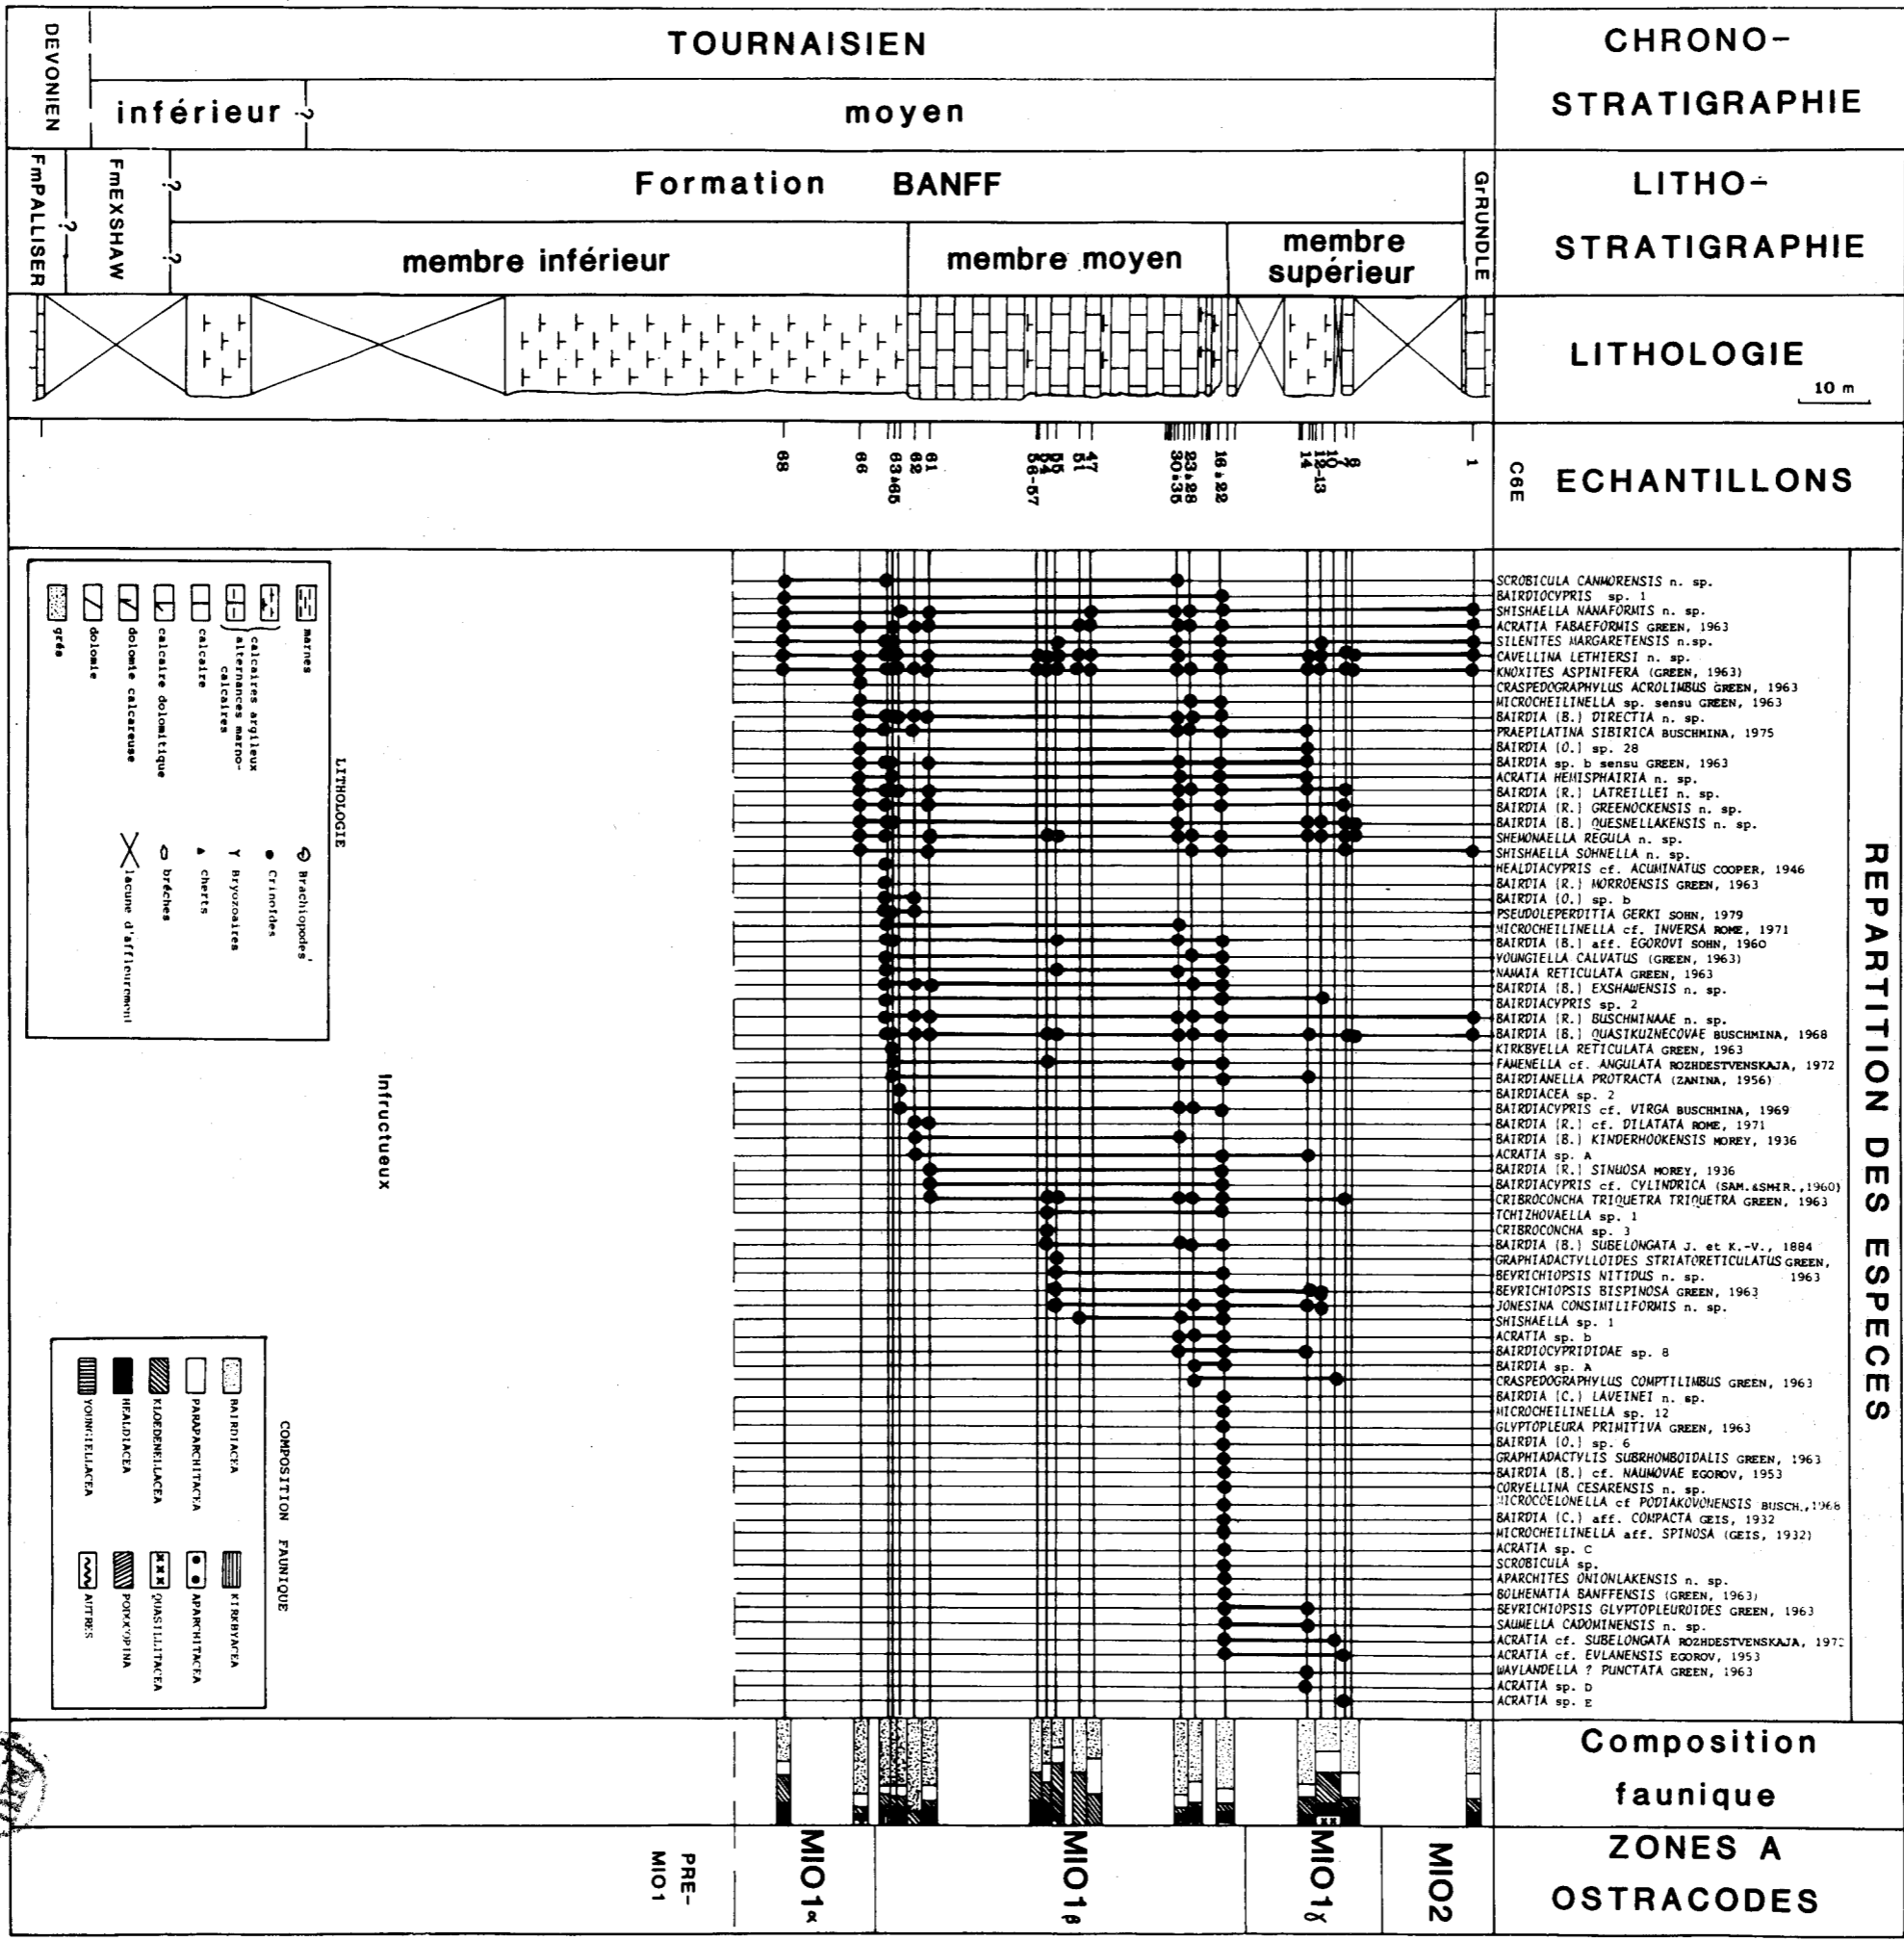 DEVONIEN
TOURNAISIEN
inférieur
?
moyen
CHRONO-
STRATIGRAPHIE
FmPALLISER
?
FmEXSHAW
?
?
Formation BANFF
membre inférieur
membre moyen
membre
supérieur
GrRUNDLE
LITHO-
STRATIGRAPHIE
LITHOLOGIE
10 m
68
66
63 à 65
62
61
56-57
54
55
51
47
30 à 35
23 à 28
16 à 22
14
12-13
10
7
6
1
C6E
ECHANTILLONS
SCROBICULA CANMORENSIS n. sp.
BAIRDIOCYPRIS sp. 1
SHISHAELLA NANAFORMIS n. sp.
ACRATIA FABAEFORMIS GREEN, 1963
SILENITES MARGARETENSIS n.sp.
CAVELLINA LETHIERSI n. sp.
KNOXITES ASPINIFERA (GREEN, 1963)
CRASPEDOGRAPHYLUS ACROLIMBUS GREEN, 1963
MICROCHEILINELLA sp. sensu GREEN, 1963
BAIRDIA (B.) DIRECTIA n. sp.
PRAEPILATINA SIBIRICA BUSCHMINA, 1975
BAIRDIA (O.) sp. 28
BAIRDIA sp. b sensu GREEN, 1963
ACRATIA HEMISPHAIRIA n. sp.
BAIRDIA (R.) LATREILLEI n. sp.
BAIRDIA (R.) GREENOCKENSIS n. sp.
BAIRDIA (B.) QUESNELLAKENSIS n. sp.
SHEMONAELLA REGULA n. sp.
SHISHAELLA SOHNELLA n. sp.
HEALDIACYPRIS cf. ACUMINATUS COOPER, 1946
BAIRDIA (R.) MORROENSIS GREEN, 1963
BAIRDIA (O.) sp. b
PSEUDOLEPERDITIA GERKI SOHN, 1979
MICROCHEILINELLA cf. INVERSA ROME, 1971
BAIRDIA (B.) aff. EGOROVI SOHN, 1960
YOUNGIELLA CALVATUS (GREEN, 1963)
NAMAIA RETICULATA GREEN, 1963
BAIRDIA (B.) EXSHAWENSIS n. sp.
BAIRDIACYPRIS sp. 2
BAIRDIA (R.) BUSCHMINAAE n. sp.
BAIRDIA (B.) QUASIKUZNECOVAE BUSCHMINA, 1968
KIRKBYELLA RETICULATA GREEN, 1963
FAMENELLA cf. ANGULATA ROZHDESTVENSKAJA, 1972
BAIRDIANELLA PROTRACTA (ZANINA, 1956)
BAIRDIACEA sp. 2
BAIRDIACYPRIS cf. VIRGA BUSCHMINA, 1969
BAIRDIA (R.) cf. DILATATA ROME, 1971
BAIRDIA (B.) KINDERHOOKENSIS MOREY, 1936
ACRATIA sp. A
BAIRDIA (R.) SINUOSA MOREY, 1936
BAIRDIACYPRIS cf. CYLINDRICA (SAM.&SMIR.,1960)
CRIBROCONCHA TRIQUETRA TRIQUETRA GREEN, 1963
TCHIZHOVAELLA sp. 1
CRIBROCONCHA sp. 3
BAIRDIA (B.) SUBELONGATA J. et K.-V., 1884
GRAPHIADACTYLLOIDES STRIATORETICULATUS GREEN,
1963
BEYRICHIOPSIS NITIDUS n. sp.
BEYRICHIOPSIS BISPINOSA GREEN, 1963
JONESINA CONSIMILIFORMIS n. sp.
SHISHAELLA sp. 1
ACRATIA sp. b
BAIRDIOCYPRIDIDAE sp. 8
BAIRDIA sp. A
CRASPEDOGRAPHYLUS COMPTILIMBUS GREEN, 1963
BAIRDIA (C.) LAVEINEI n. sp.
MICROCHEILINELLA sp. 12
GLYPTOPLEURA PRIMITIVA GREEN, 1963
BAIRDIA (O.) sp. 6
GRAPHIADACTYLIS SUBRHOMBOIDALIS GREEN, 1963
BAIRDIA (B.) cf. NAUMOVAE EGOROV, 1953
CORYELLINA CESARENSIS n. sp.
MICROCOELONELLA cf PODIAKOVONENSIS BUSCH.,1968
BAIRDIA (C.) aff. COMPACTA GEIS, 1932
MICROCHEILINELLA aff. SPINOSA (GEIS, 1932)
ACRATIA sp. C
SCROBICULA sp.
APARCHITES ONIONLAKENSIS n. sp.
BOLHENATIA BANFFENSIS (GREEN, 1963)
BEYRICHIOPSIS GLYPTOPLEUROIDES GREEN, 1963
SAUMELLA CADOMINENSIS n. sp.
ACRATIA cf. SUBELONGATA ROZHDESTVENSKAJA, 197
ACRATIA cf. EVLANENSIS EGOROV, 1953
WAYLANDELLA ? PUNCTATA GREEN, 1963
ACRATIA sp. D
ACRATIA sp. E
REPARTITION DES ESPECES
LITHOLOGIE
marnes
calcaires argileux
alternances marno-
calcaires
calcaire
calcaire dolomitique
dolomie calcareuse
dolomie
grés
Brachiopodes
Crinoïdes
Bryozoaires
cherts
brèches
lacune d'affleurement
Infructueux
COMPOSITION FAUNIQUE
BAIRDIACEA
PARAPARCHITACEA
KLOEDENELLACEA
HEALDIACEA
YOUNGIELLACEA
KIRKBYACEA
APARCHITACEA
QUASILLITACEA
PODOCOPINA
AUTRES
Composition
faunique
PRE-
MIO1
MIO1α
MIO1β
MIO1γ
MIO2
ZONES A
OSTRACODES